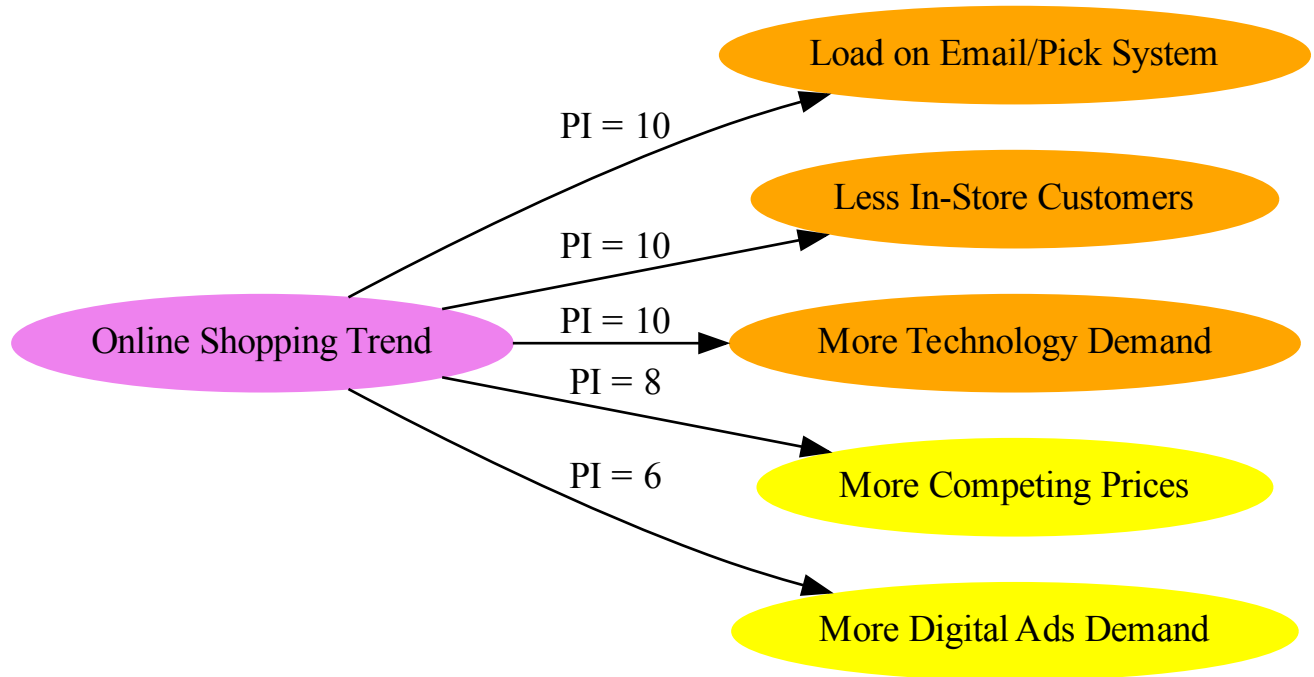 Load on Email/Pick System
PI = 10
Less In-Store Customers
PI = 10
Online Shopping Trend
PI = 10
More Technology Demand
PI = 8
More Competing Prices
PI = 6
More Digital Ads Demand